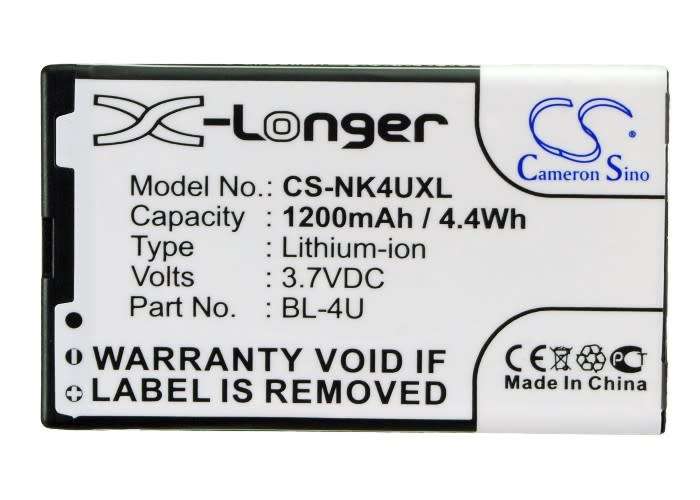 X-Longer
CS
Cameron Sino
Model No.: CS-NK4UXL
Capacity : 1200mAh / 4.4Wh
Type : Lithium-ion
Volts : 3.7VDC
Part No. : BL-4U
WARRANTY VOID IF
LABEL IS REMOVED
CE PCT
Made In China